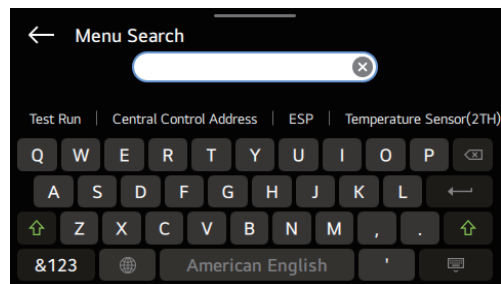 Menu Search
Test Run | Central Control Address | ESP | Temperature Sensor(2TH)
Q W E R T Y U I O P
A S D F G H J K L
Z X C V B N M , .
&123 American English '